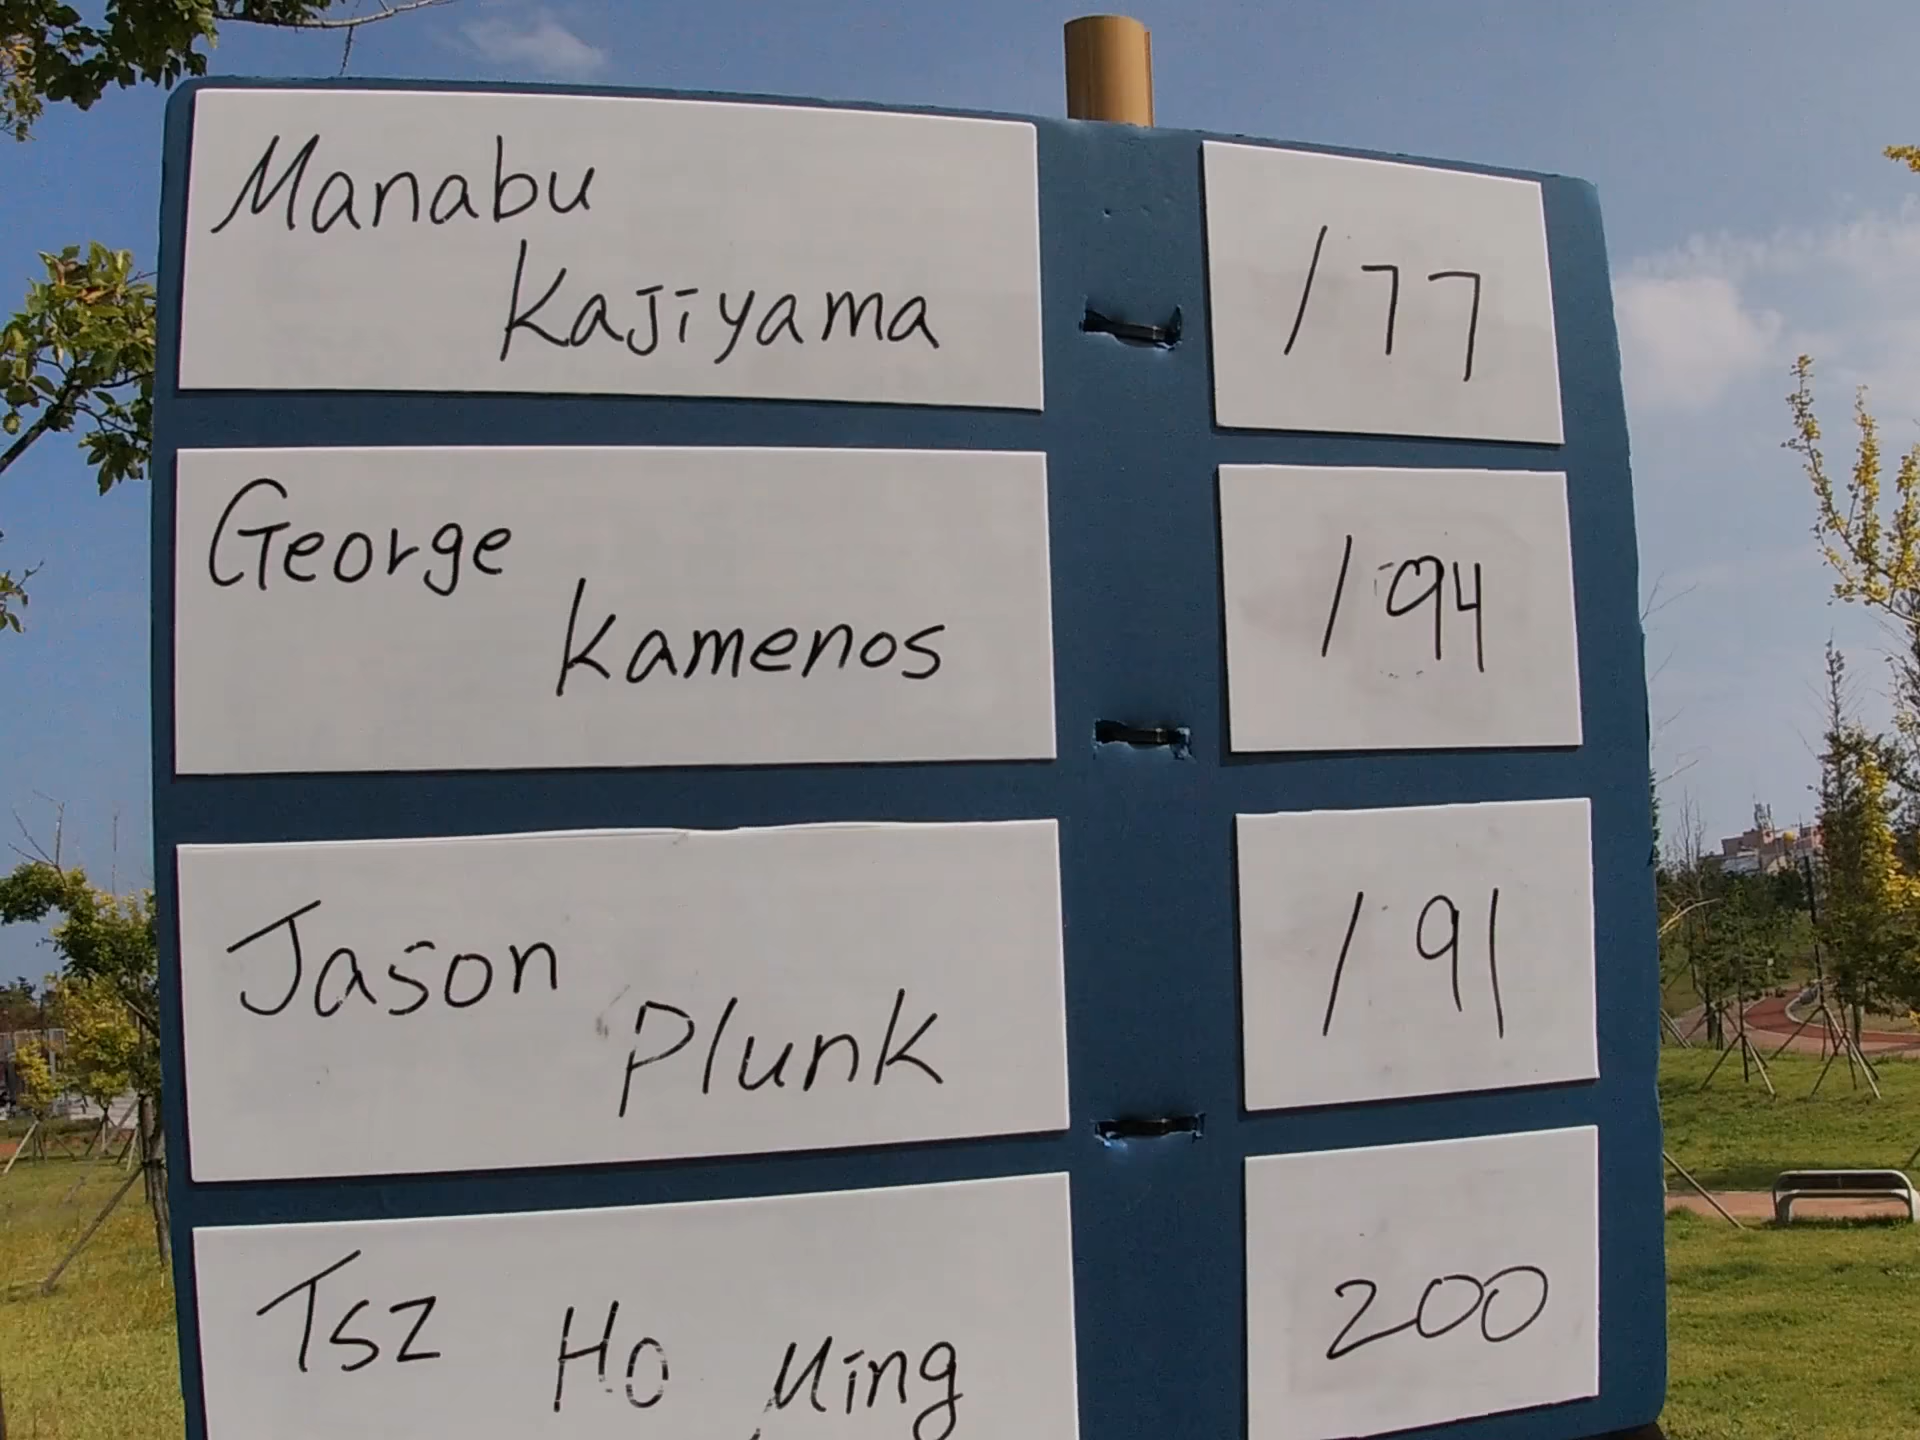 Manabu
Kajiyama
177
George
Kamenos
194
Jason
Plunk
191
Tsz Ho Ming
200